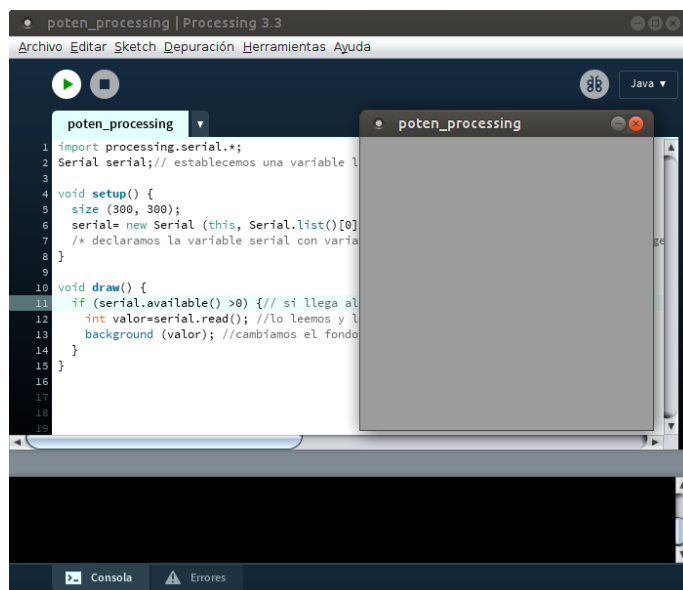 poten_processing | Processing 3.3
Archivo Editar Sketch Depuración Herramientas Ayuda
Java ▼
poten_processing ▼
poten_processing
1 import processing.serial.*;
2 Serial serial;// establecemos una variable l
3
4 void setup() {
5 size (300, 300);
6 serial= new Serial (this, Serial.list()[0]
7 /* declaramos la variable serial con varia
8 }
9
10 void draw() {
11 if (serial.available() >0) {// si llega al
12 int valor=serial.read(); //lo leemos y l
13 background (valor); //cambiamos el fondo
14 }
15 }
16
17
18
19
Consola
Errores